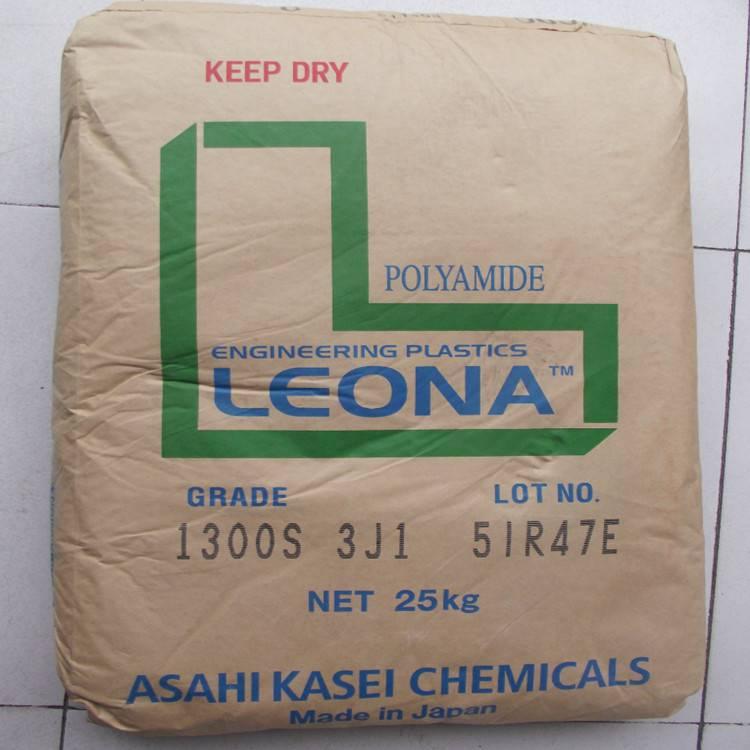 KEEP DRY
POLYAMIDE
ENGINEERING PLASTICS
LEONA™
GRADE LOT NO.
1300S 3J1 51R47E
NET 25kg
ASAHI KASEI CHEMICALS
Made in Japan